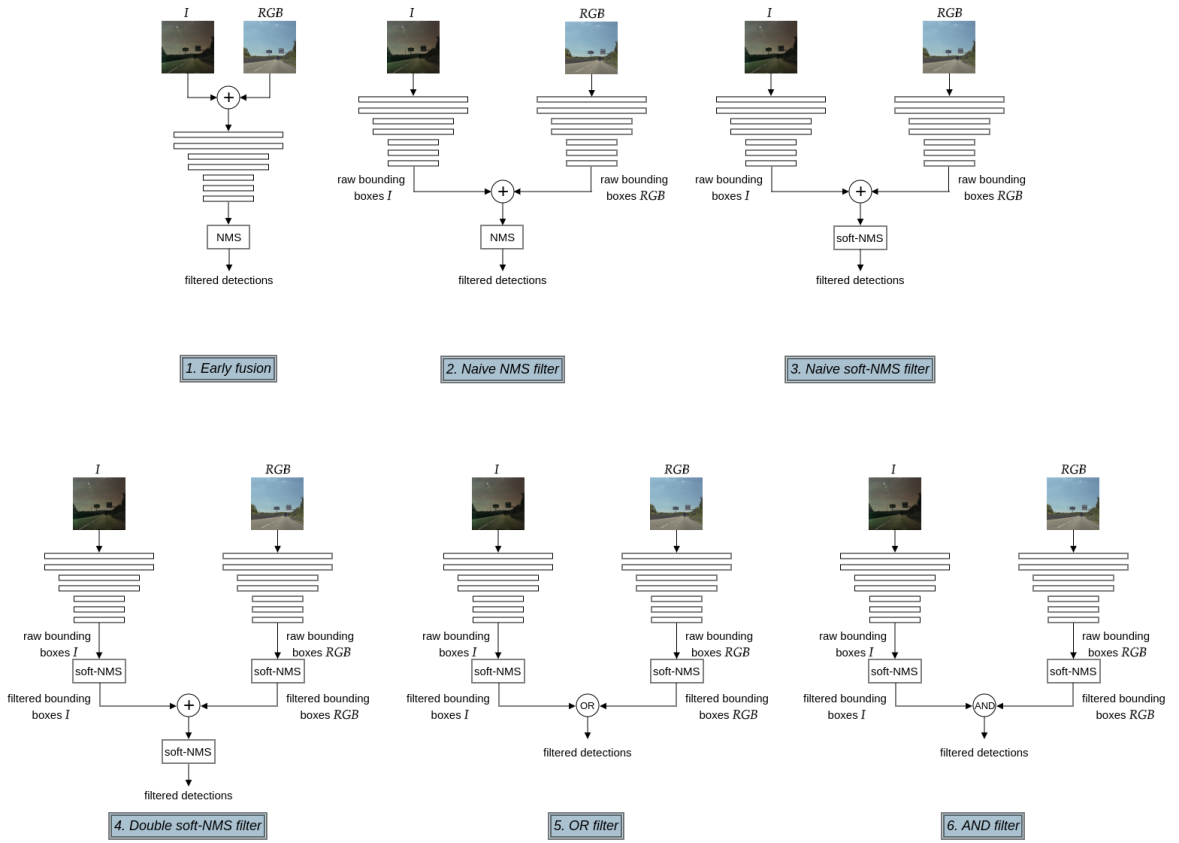 I RGB
NMS
filtered detections
1. Early fusion
I RGB
raw bounding
boxes I
raw bounding
boxes RGB
NMS
filtered detections
2. Naive NMS filter
I RGB
raw bounding
boxes I
raw bounding
boxes RGB
soft-NMS
filtered detections
3. Naive soft-NMS filter
I RGB
raw bounding
boxes I
raw bounding
boxes RGB
soft-NMS soft-NMS
filtered bounding
boxes I
filtered bounding
boxes RGB
soft-NMS
filtered detections
4. Double soft-NMS filter
I RGB
raw bounding
boxes I
raw bounding
boxes RGB
soft-NMS soft-NMS
filtered bounding
boxes I
filtered bounding
boxes RGB
OR
filtered detections
5. OR filter
I RGB
raw bounding
boxes I
raw bounding
boxes RGB
soft-NMS soft-NMS
filtered bounding
boxes I
filtered bounding
boxes RGB
AND
filtered detections
6. AND filter